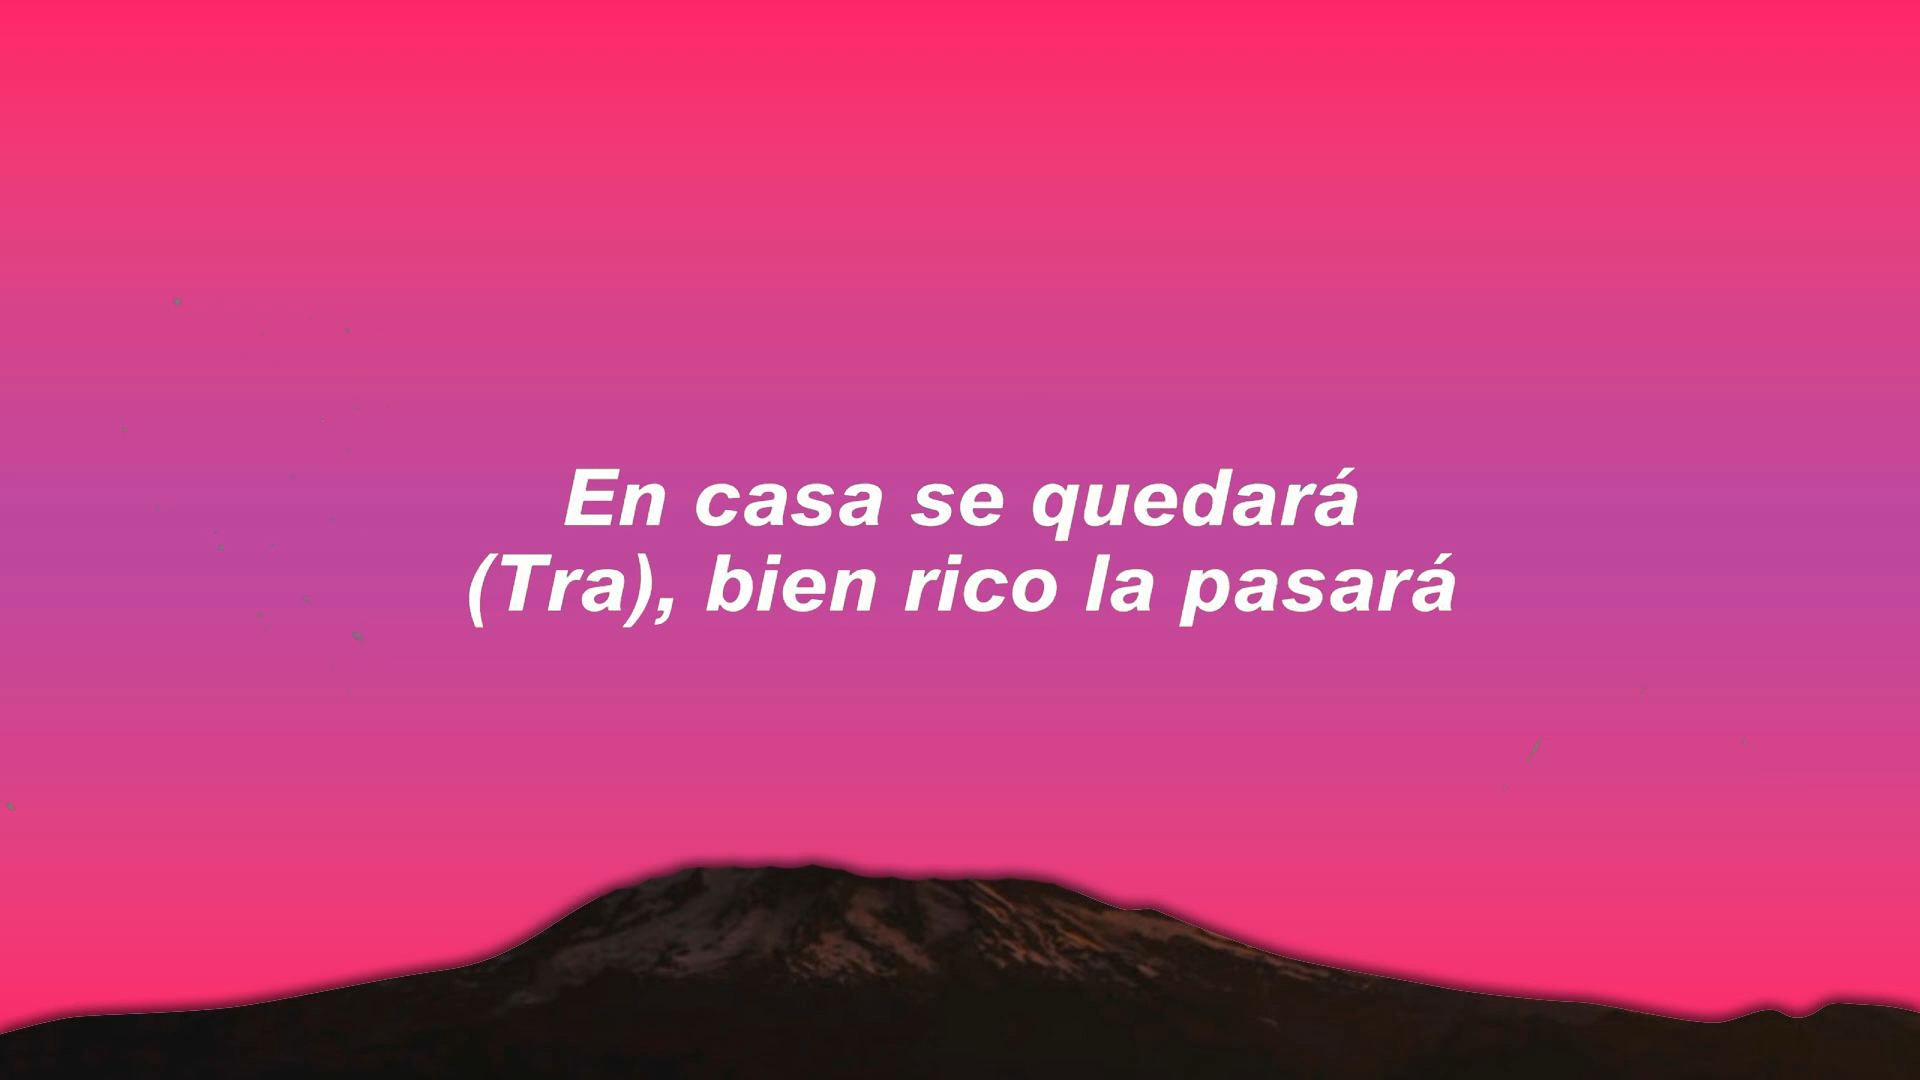 En casa se quedará
(Tra), bien rico la pasará